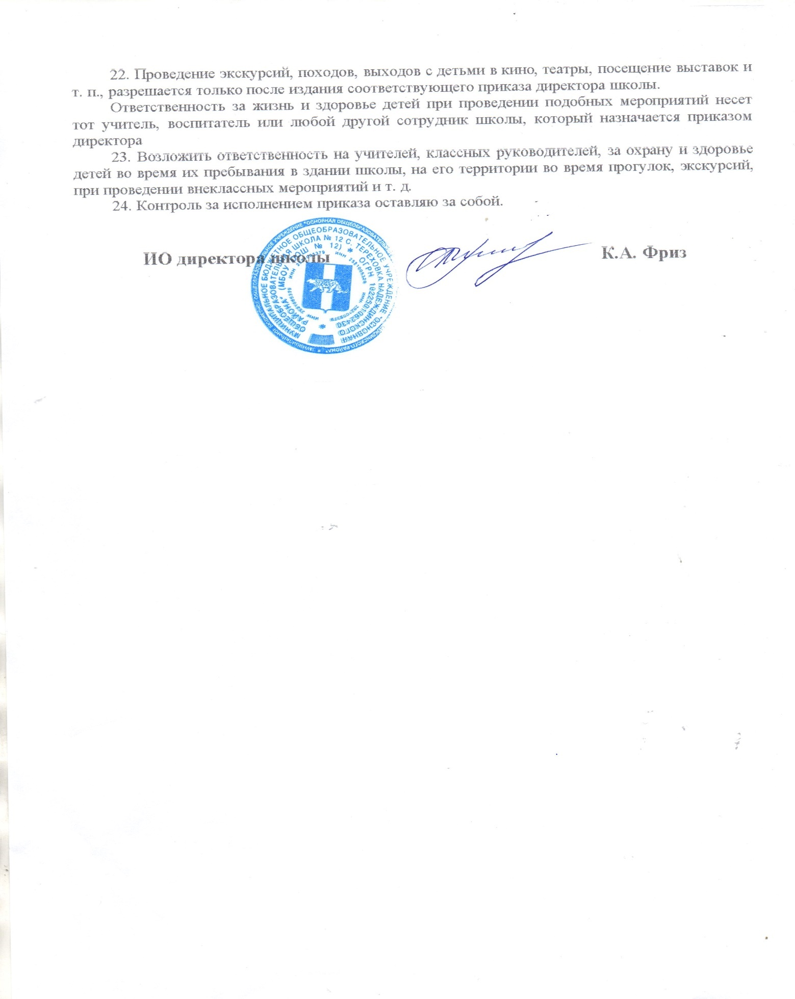 22. Проведение экскурсий, походов, выходов с детьми в кино, театры, посещение выставок и
т. п., разрешается только после издания соответствующего приказа директора школы.
Ответственность за жизнь и здоровье детей при проведении подобных мероприятий несет
тот учитель, воспитатель или любой другой сотрудник школы, который назначается приказом
директора
23. Возложить ответственность на учителей, классных руководителей, за охрану и здоровье
детей во время их пребывания в здании школы, на его территории во время прогулок, экскурсий,
при проведении внеклассных мероприятий и т. д.
24. Контроль за исполнением приказа оставляю за собой.
ИО директора школы
К.А. Фриз
МУНИЦИПАЛЬНОЕ БЮДЖЕТНОЕ ОБЩЕОБРАЗОВАТЕЛЬНОЕ УЧРЕЖДЕНИЕ "ОСНОВНАЯ
ОБЩЕОБРАЗОВАТЕЛЬНАЯ ШКОЛА № 12 С. ТЕРЕХОВКА НАДЕЖДИНСКОГО
РАЙОНА" (МБОУ ООШ № 12) * ОГРН 1022501062430